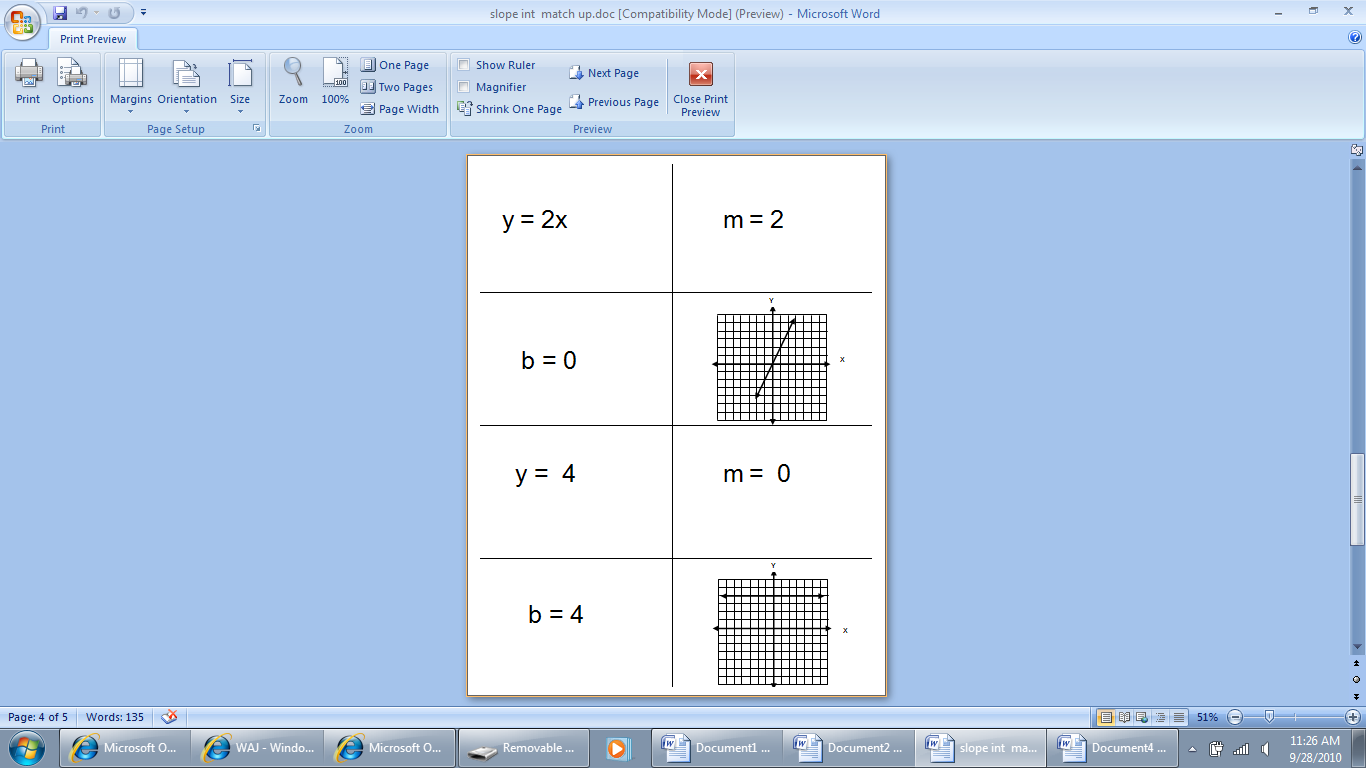 slope int match up.doc [Compatibility Mode] (Preview) - Microsoft Word
Print Preview
Print
Options
Print
Margins
Orientation
Size
Page Setup
Zoom
100%
100
One Page
Two Pages
Page Width
Zoom
Show Ruler
Magnifier
Shrink One Page
Next Page
Previous Page
Close Print
Preview
Preview
y = 2x
m = 2
b = 0
Y
X
y = 4
m = 0
b = 4
Y
X
Page: 4 of 5
Words: 135
51%
Microsoft O...
WAJ - Windo...
Microsoft O...
Removable ...
Document1 ...
Document2 ...
slope int ma...
Document4 ...
11:26 AM
9/28/2010